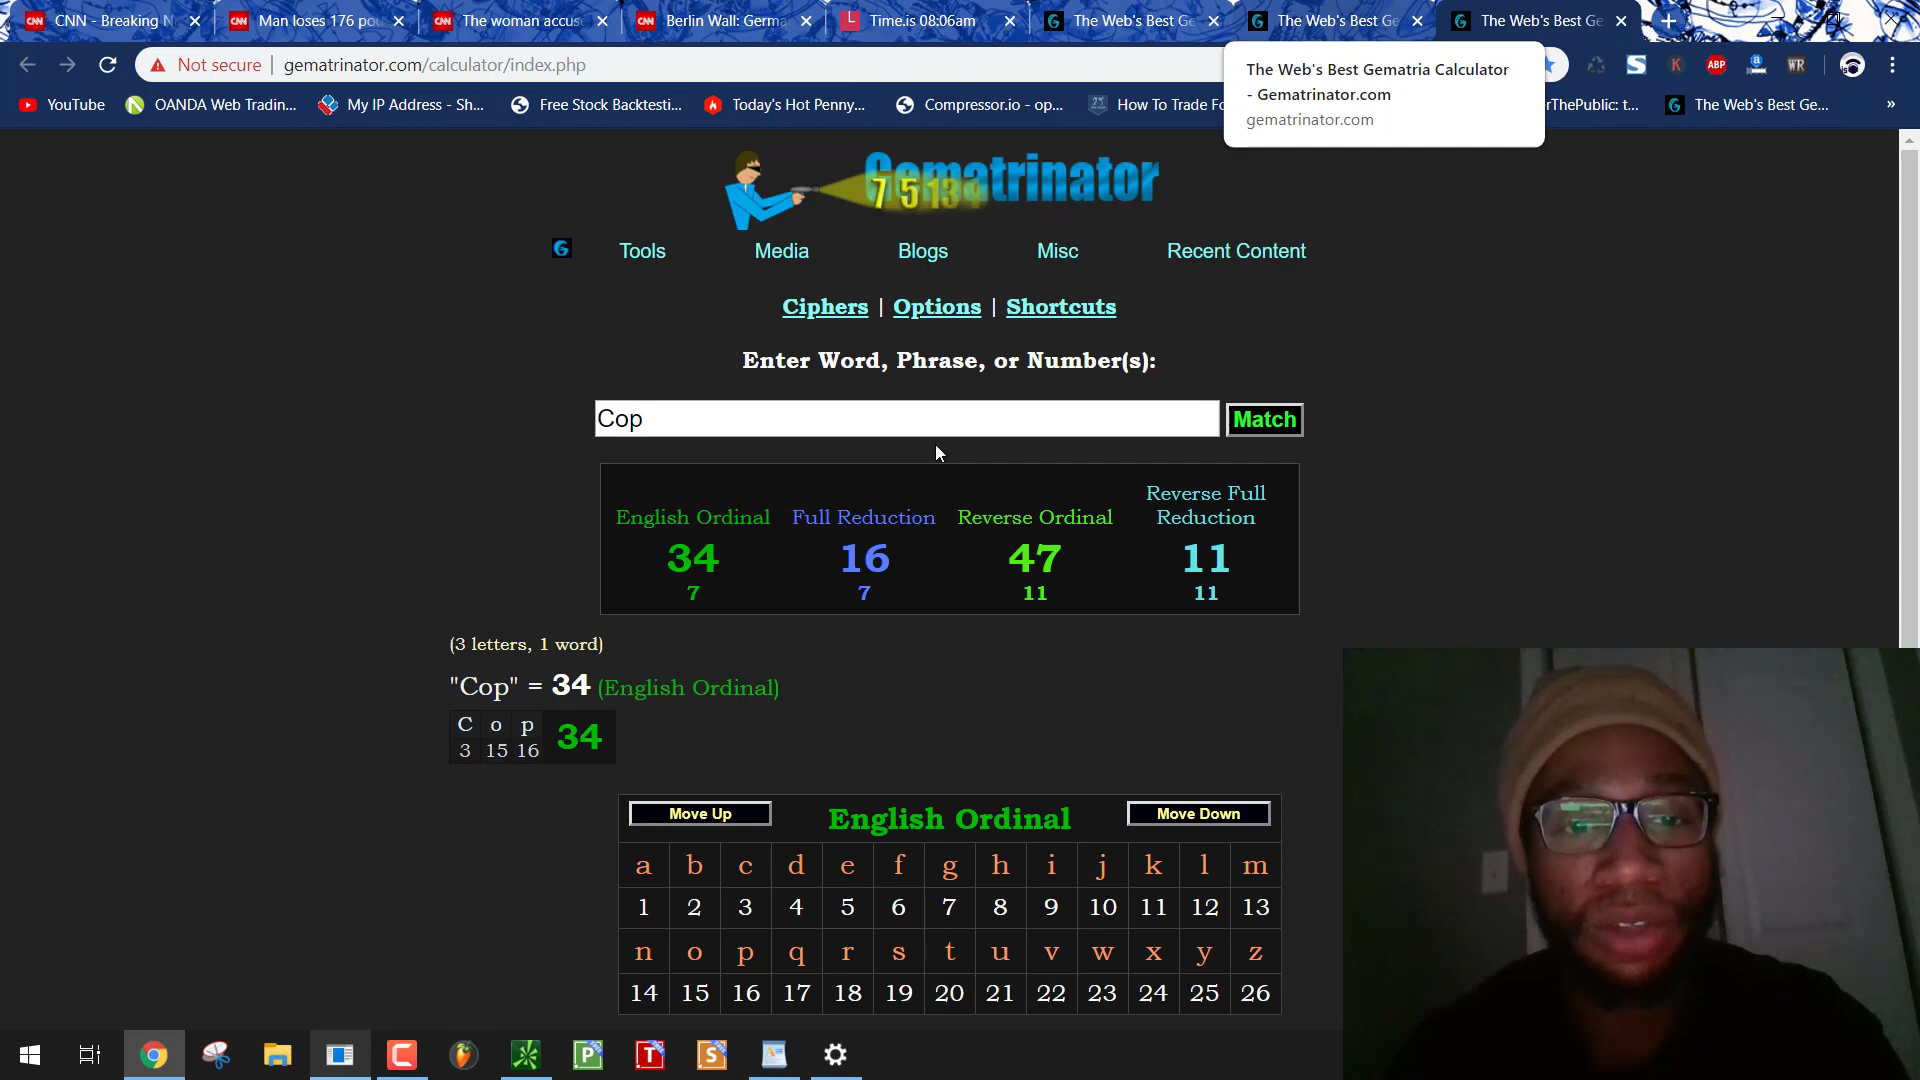 CNN - Breaking N
Man loses 176 pou
The woman accuse
Berlin Wall: Germa
Time.is 08:06am
The Web's Best Ge
The Web's Best Ge
The Web's Best Ge
Not secure | gematrinator.com/calculator/index.php
The Web's Best Gematria Calculator
- Gematrinator.com
gematrinator.com
YouTube
OANDA Web Tradin...
My IP Address - Sh...
Free Stock Backtesti...
Today's Hot Penny...
Compressor.io - op...
How To Trade Fo
erThePublic: t...
The Web's Best Ge...
»
Gematrinator
7 5 13
Tools
Media
Blogs
Misc
Recent Content
Ciphers | Options | Shortcuts
Enter Word, Phrase, or Number(s):
Cop
Match
English Ordinal
34
7
Full Reduction
16
7
Reverse Ordinal
47
11
Reverse Full
Reduction
11
11
(3 letters, 1 word)
"Cop" = 34 (English Ordinal)
C o p
3 15 16
34
Move Up
English Ordinal
Move Down
a b c d e f g h i j k l m
1 2 3 4 5 6 7 8 9 10 11 12 13
n o p q r s t u v w x y z
14 15 16 17 18 19 20 21 22 23 24 25 26